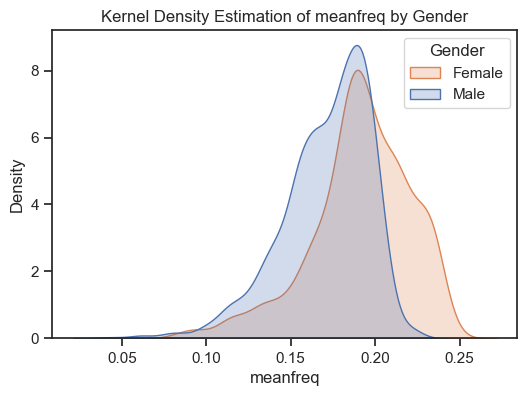 Kernel Density Estimation of meanfreq by Gender
Gender
Female
Male
Density
8
6
4
2
0
0.05
0.10
0.15
0.20
0.25
meanfreq